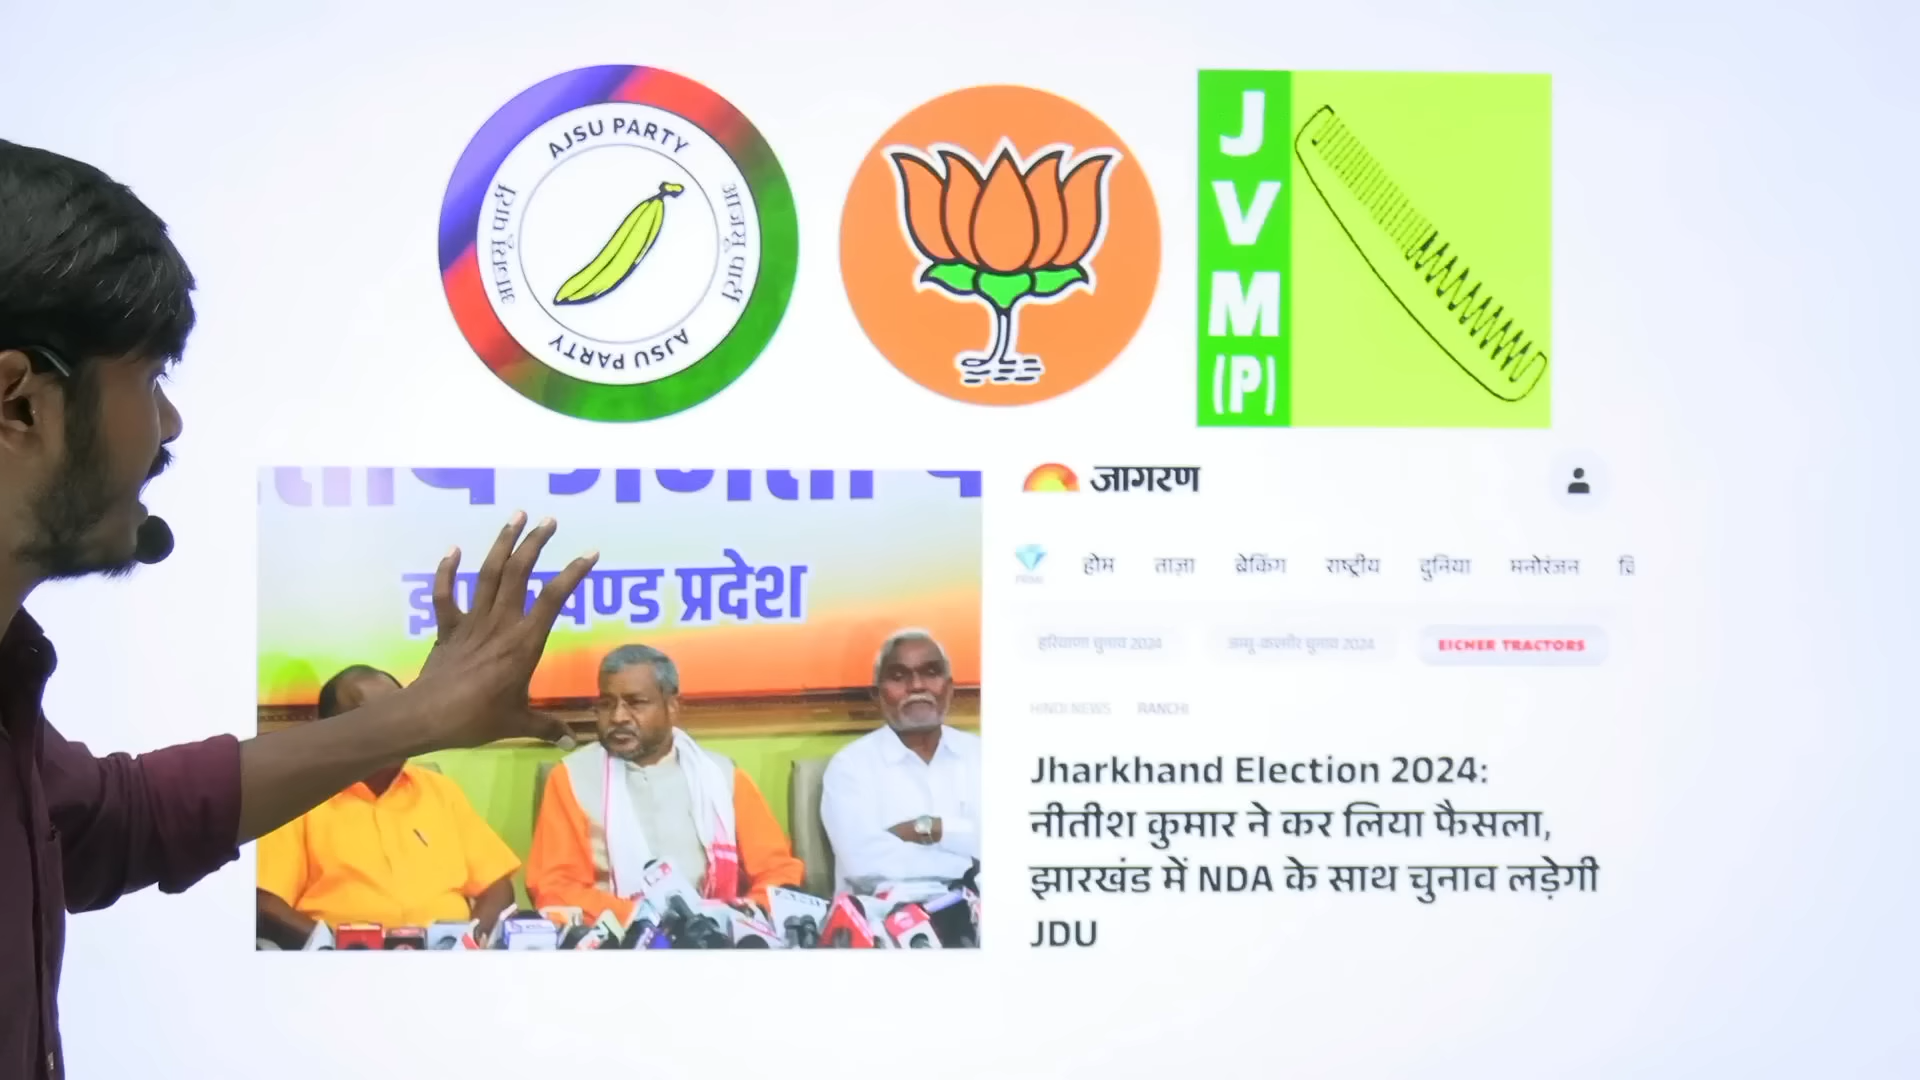 AJSU PARTY
आजसू पार्टी
आजसू पार्टी
AJSU PARTY
J
V
M
(P)
झारखण्ड प्रदेश
जागरण
होम ताज़ा ब्रेकिंग राष्ट्रीय दुनिया मनोरंजन
हरियाणा चुनाव 2024 जम्मू-कश्मीर चुनाव 2024 EICHER TRACTORS
HINDI NEWS RANCHI
Jharkhand Election 2024:
नीतीश कुमार ने कर लिया फैसला,
झारखंड में NDA के साथ चुनाव लड़ेगी
JDU